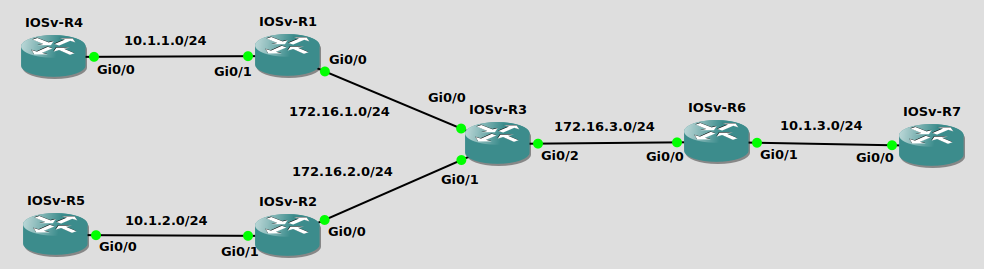 IOSv-R4
10.1.1.0/24
Gi0/0
Gi0/1
IOSv-R1
Gi0/0
172.16.1.0/24
Gi0/0
IOSv-R3
Gi0/2
Gi0/1
172.16.3.0/24
Gi0/0
IOSv-R6
Gi0/1
10.1.3.0/24
Gi0/0
IOSv-R7
172.16.2.0/24
IOSv-R5
10.1.2.0/24
Gi0/0
Gi0/1
IOSv-R2
Gi0/0